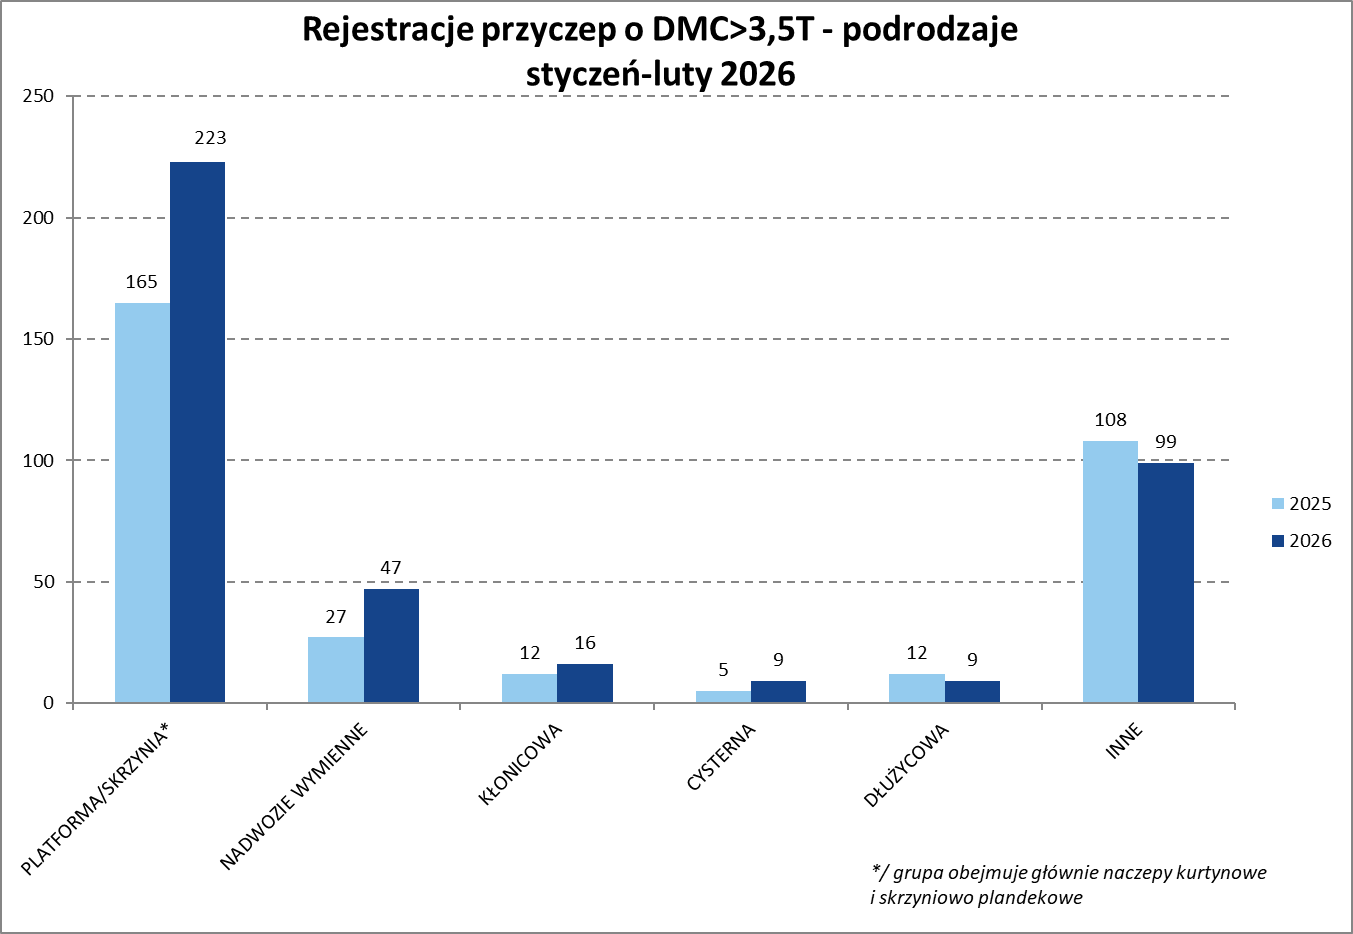 Rejestracje przyczep o DMC>3,5T - podrodzaje
styczeń-luty 2026
250
200
150
100
50
0
165
223
27
47
12
16
5
9
12
9
108
99
PLATFORMA/SKRZYNIA*
NADWOZIE WYMIENNE
KŁONICOWA
CYSTERNA
DŁUŻYCOWA
INNE
2025
2026
*/ grupa obejmuje głównie naczepy kurtynowe
i skrzyniowo plandekowe